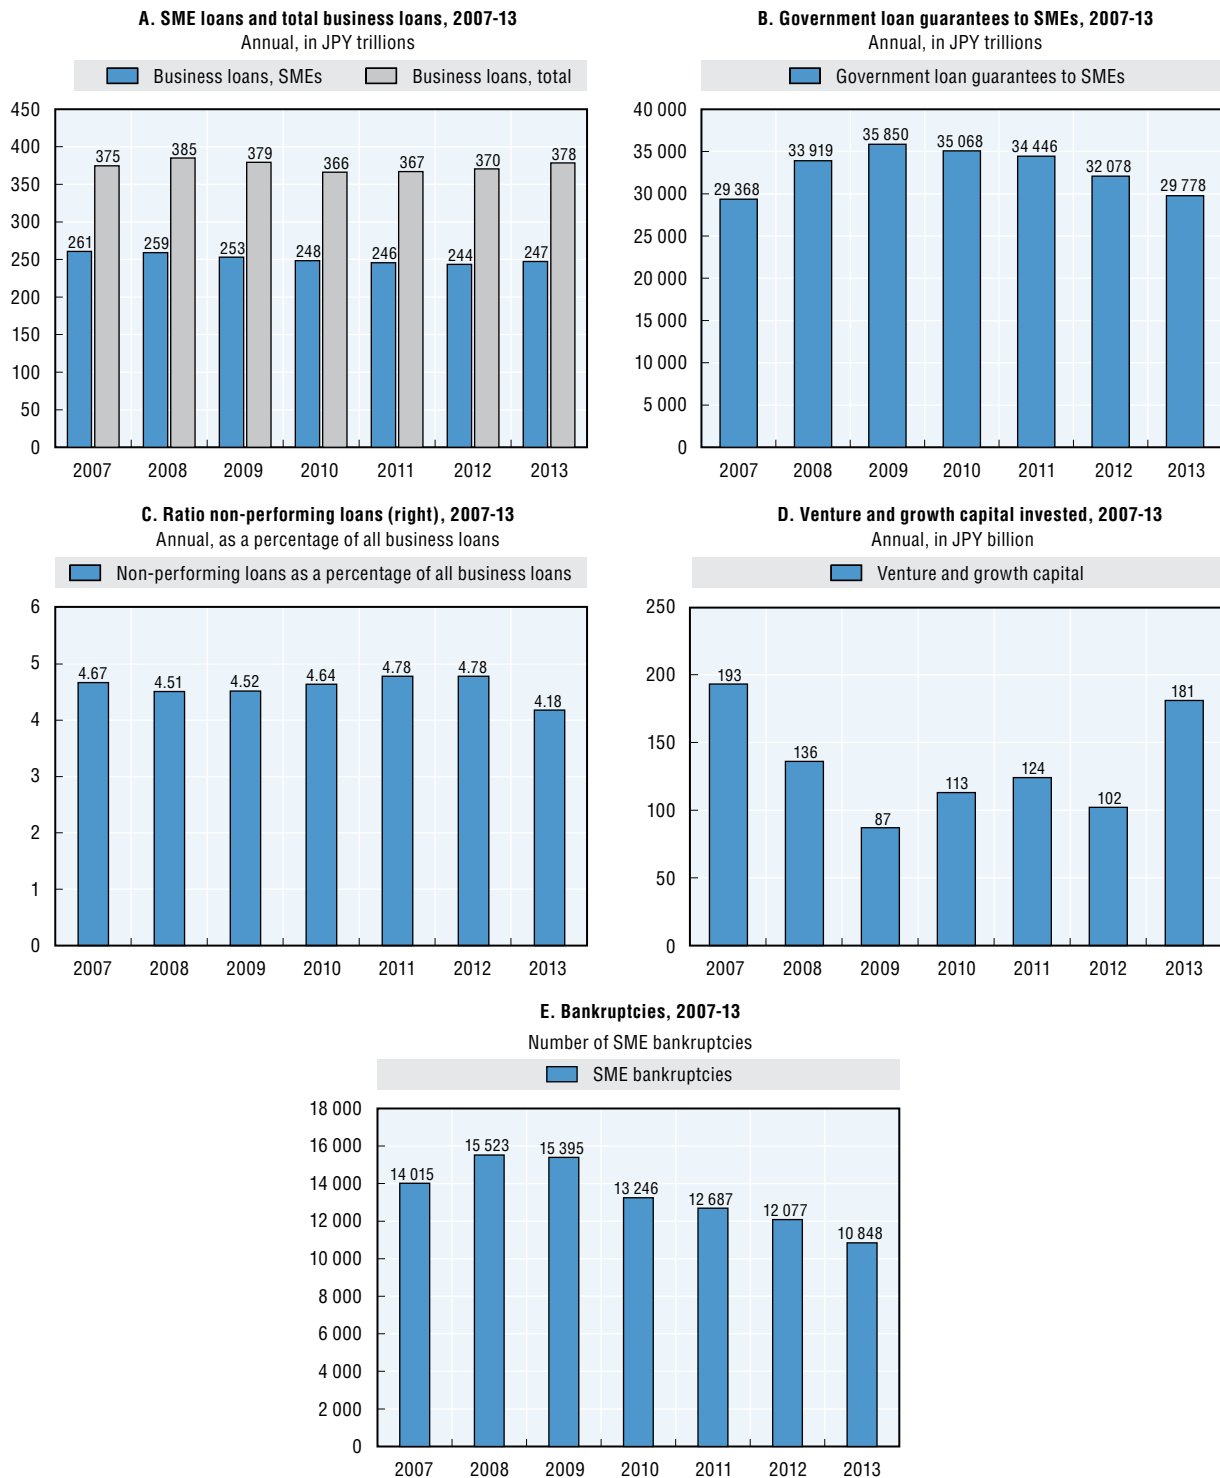 A. SME loans and total business loans, 2007-13
Annual, in JPY trillions
Business loans, SMEs Business loans, total
450
400
350
300
250
200
150
100
50
0
261 375 259 385 253 379 248 366 246 367 244 370 247 378
2007 2008 2009 2010 2011 2012 2013
B. Government loan guarantees to SMEs, 2007-13
Annual, in JPY trillions
Government loan guarantees to SMEs
40 000
35 000
30 000
25 000
20 000
15 000
10 000
5 000
0
29 368 33 919 35 850 35 068 34 446 32 078 29 778
2007 2008 2009 2010 2011 2012 2013
C. Ratio non-performing loans (right), 2007-13
Annual, as a percentage of all business loans
Non-performing loans as a percentage of all business loans
6
5
4
3
2
1
0
4.67 4.51 4.52 4.64 4.78 4.78 4.18
2007 2008 2009 2010 2011 2012 2013
D. Venture and growth capital invested, 2007-13
Annual, in JPY billion
Venture and growth capital
250
200
150
100
50
0
193 136 87 113 124 102 181
2007 2008 2009 2010 2011 2012 2013
E. Bankruptcies, 2007-13
Number of SME bankruptcies
SME bankruptcies
18 000
16 000
14 000
12 000
10 000
8 000
6 000
4 000
2 000
0
14 015 15 523 15 395 13 246 12 687 12 077 10 848
2007 2008 2009 2010 2011 2012 2013